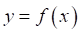 y = f(x)